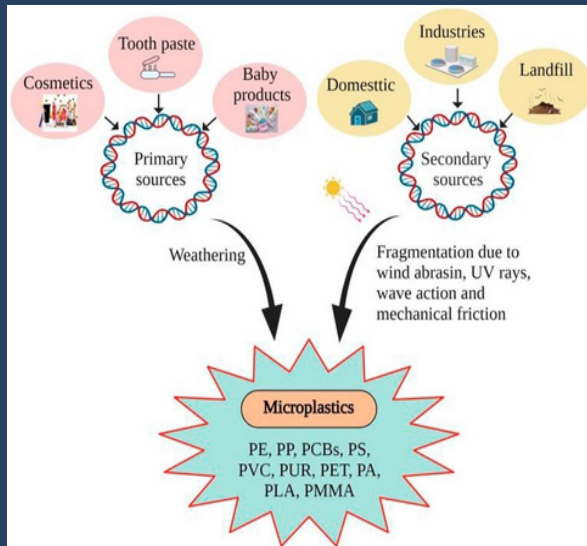 Tooth paste
Cosmetics
Baby
products
Industries
Domesttic
Landfill
Primary
sources
Secondary
sources
Weathering
Fragmentation due to
wind abrasin, UV rays,
wave action and
mechanical friction
Microplastics
PE, PP, PCBs, PS,
PVC, PUR, PET, PA,
PLA, PMMA